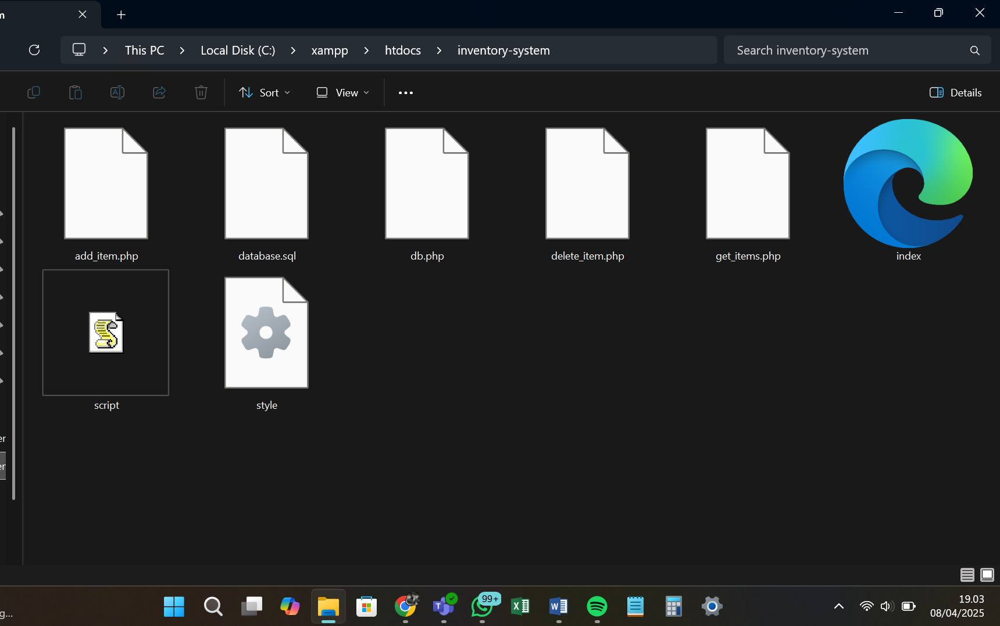 m
This PC
Local Disk (C:)
xampp
htdocs
inventory-system
Search inventory-system
Sort
View
Details
add_item.php
database.sql
db.php
delete_item.php
get_items.php
index
script
style
er
er
99+
19.03
g...
08/04/2025